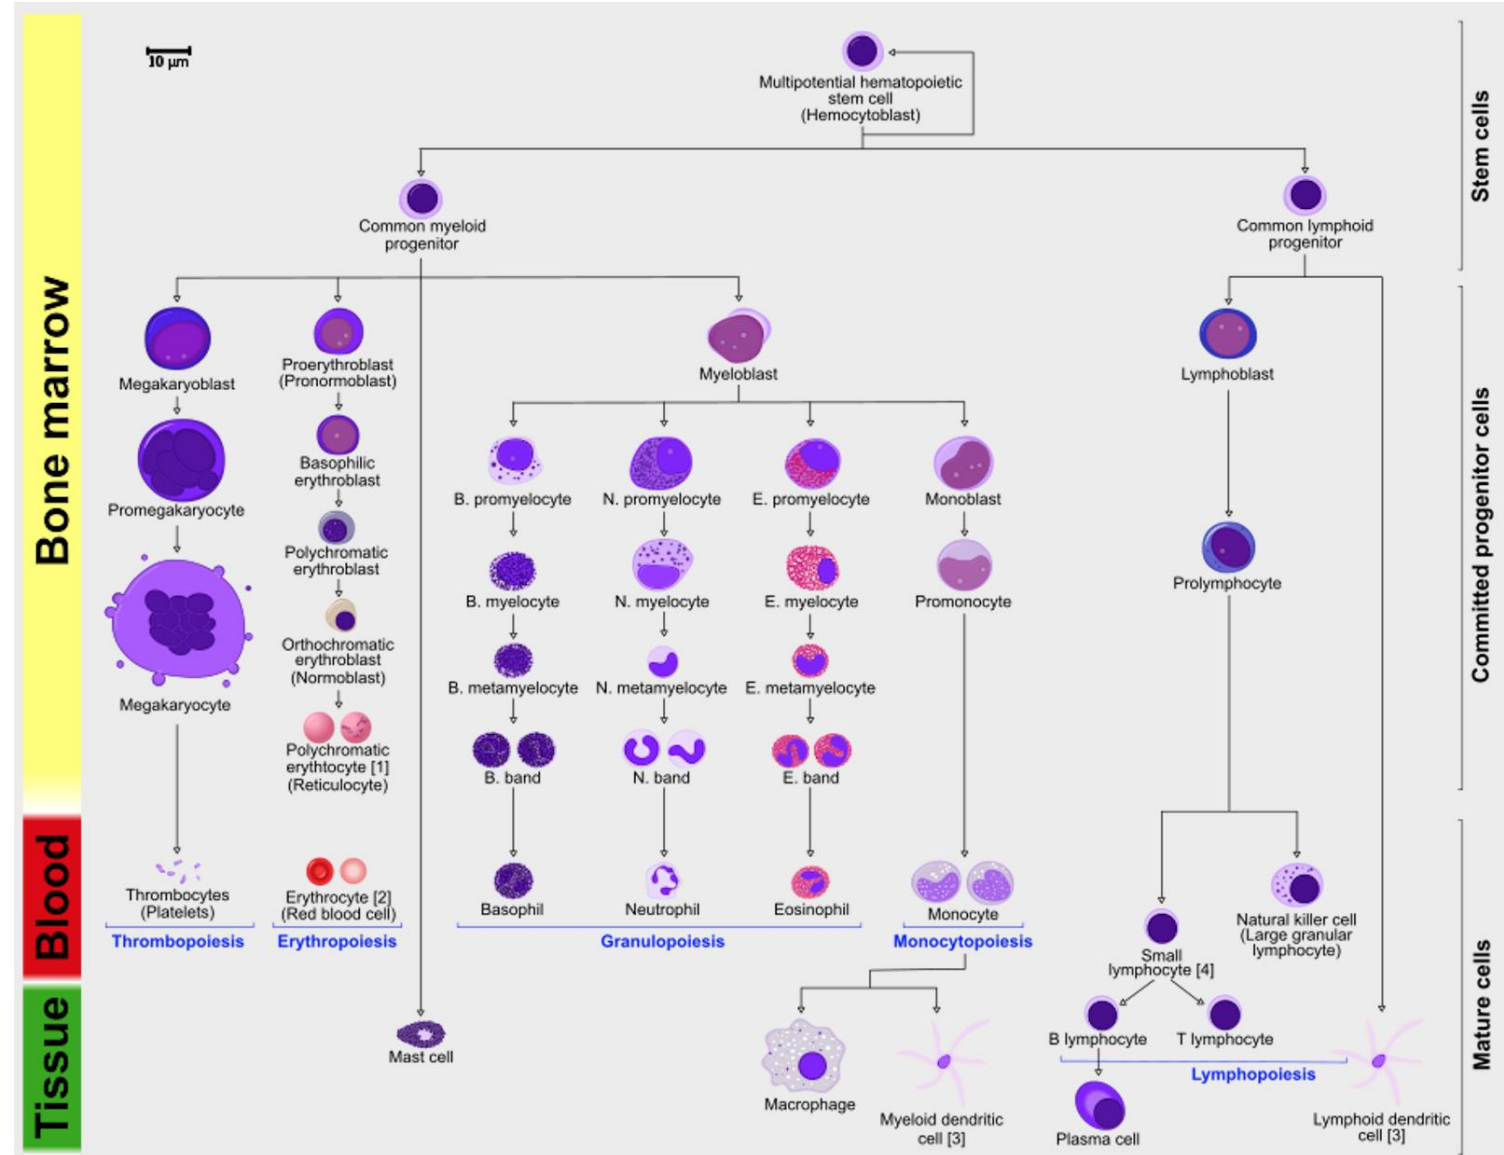 10 µm
Multipotential hematopoietic
stem cell
(Hemocytoblast)
Common myeloid
progenitor
Common lymphoid
progenitor
Megakaryoblast
Proerythroblast
(Pronormoblast)
Myeloblast
Lymphoblast
Promegakaryocyte
Basophilic
erythroblast
B. promyelocyte
N. promyelocyte
E. promyelocyte
Monoblast
Polychromatic
erythroblast
B. myelocyte
N. myelocyte
E. myelocyte
Promonocyte
Prolymphocyte
Megakaryocyte
Orthochromatic
erythroblast
(Normoblast)
B. metamyelocyte
N. metamyelocyte
E. metamyelocyte
Polychromatic
erythtocyte [1]
(Reticulocyte)
B. band
N. band
E. band
Thrombocytes
(Platelets)
Erythrocyte [2]
(Red blood cell)
Basophil
Neutrophil
Eosinophil
Monocyte
Natural killer cell
(Large granular
lymphocyte)
Thrombopoiesis
Erythropoiesis
Granulopoiesis
Monocytopoiesis
Small
lymphocyte [4]
Mast cell
B lymphocyte
T lymphocyte
Lymphopoiesis
Macrophage
Myeloid dendritic
cell [3]
Plasma cell
Lymphoid dendritic
cell [3]
Bone marrow
Blood
Tissue
Stem cells
Committed progenitor cells
Mature cells